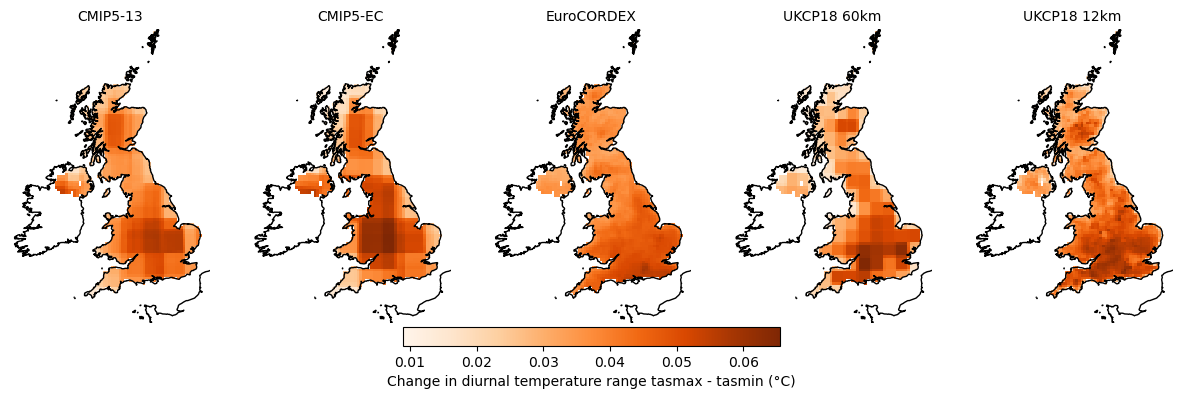 CMIP5-13 CMIP5-EC EuroCORDEX UKCP18 60km UKCP18 12km
0.01 0.02 0.03 0.04 0.05 0.06
Change in diurnal temperature range tasmax - tasmin (°C)